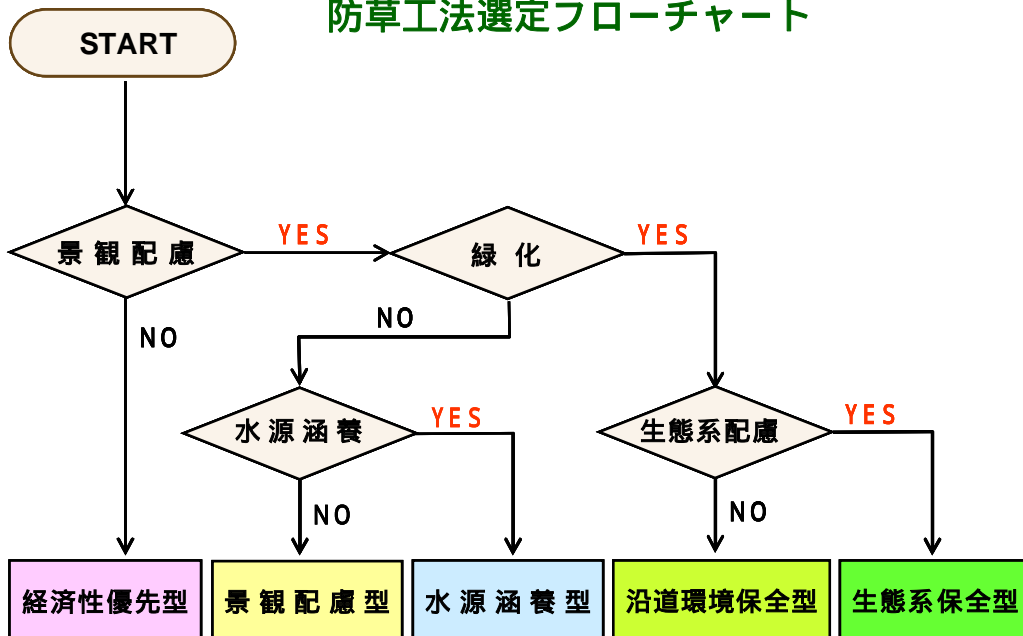 防草工法選定フローチャート
START
景観配慮
YES
緑化
YES
NO
NO
水源涵養
YES
生態系配慮
YES
NO
NO
経済性優先型
景観配慮型
水源涵養型
沿道環境保全型
生態系保全型